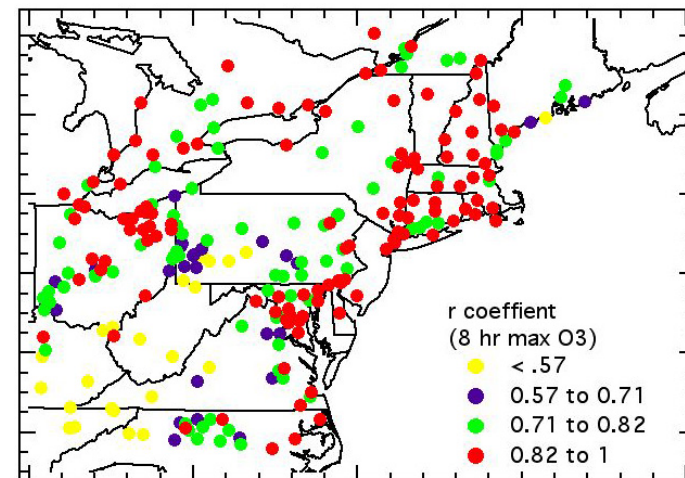 r coeffient
(8 hr max O3)
< .57
0.57 to 0.71
0.71 to 0.82
0.82 to 1